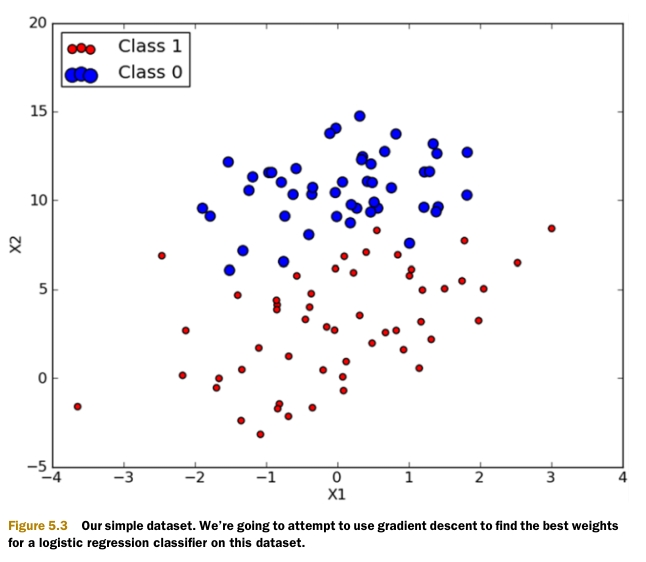 20
Class 1
Class 0
15
10
X2
5
0
−5
−4 −3 −2 −1 0 1 2 3 4
X1
Figure 5.3 Our simple dataset. We’re going to attempt to use gradient descent to find the best weights
for a logistic regression classifier on this dataset.